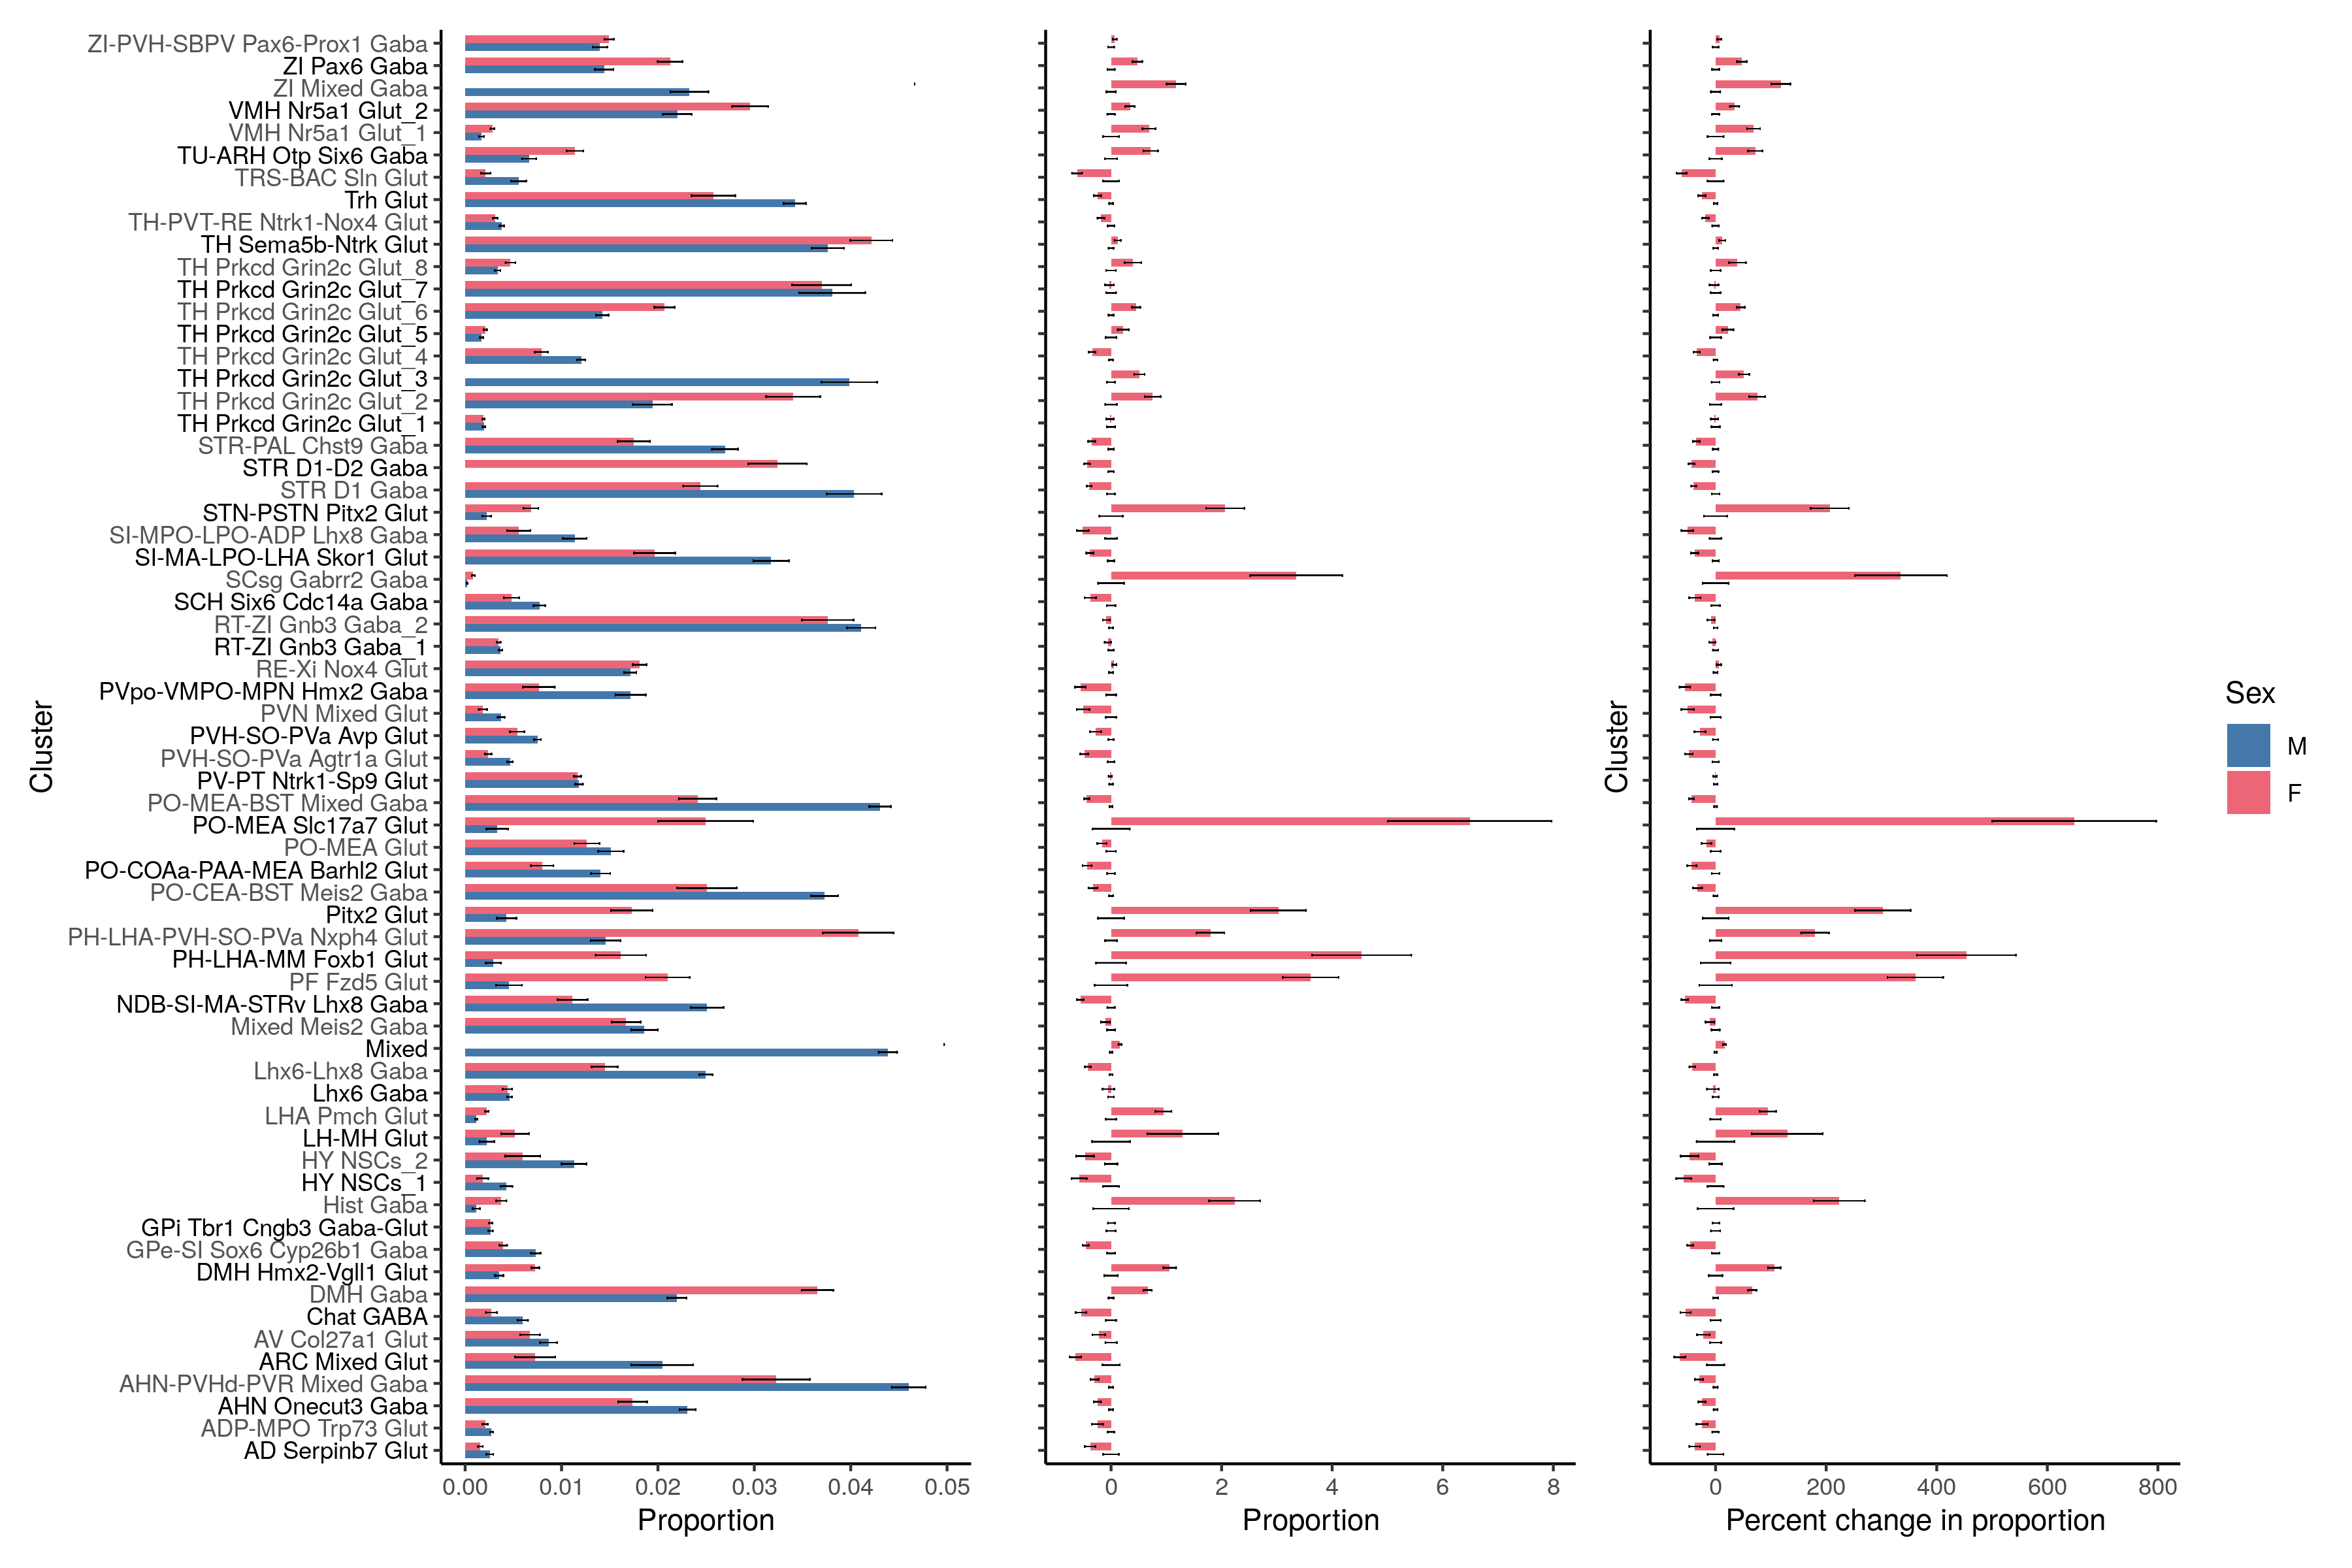 Cluster
ZI-PVH-SBPV Pax6-Prox1 Gaba
ZI Pax6 Gaba
ZI Mixed Gaba
VMH Nr5a1 Glut_2
VMH Nr5a1 Glut_1
TU-ARH Otp Six6 Gaba
TRS-BAC Sln Glut
Trh Glut
TH-PVT-RE Ntrk1-Nox4 Glut
TH Sema5b-Ntrk Glut
TH Prkcd Grin2c Glut_8
TH Prkcd Grin2c Glut_7
TH Prkcd Grin2c Glut_6
TH Prkcd Grin2c Glut_5
TH Prkcd Grin2c Glut_4
TH Prkcd Grin2c Glut_3
TH Prkcd Grin2c Glut_2
TH Prkcd Grin2c Glut_1
STR-PAL Chst9 Gaba
STR D1-D2 Gaba
STR D1 Gaba
STN-PSTN Pitx2 Glut
SI-MPO-LPO-ADP Lhx8 Gaba
SI-MA-LPO-LHA Skor1 Glut
SCsg Gabrr2 Gaba
SCH Six6 Cdc14a Gaba
RT-ZI Gnb3 Gaba_2
RT-ZI Gnb3 Gaba_1
RE-Xi Nox4 Glut
PVpo-VMPO-MPN Hmx2 Gaba
PVN Mixed Glut
PVH-SO-PVa Avp Glut
PVH-SO-PVa Agtr1a Glut
PV-PT Ntrk1-Sp9 Glut
PO-MEA-BST Mixed Gaba
PO-MEA Slc17a7 Glut
PO-MEA Glut
PO-COAa-PAA-MEA Barhl2 Glut
PO-CEA-BST Meis2 Gaba
Pitx2 Glut
PH-LHA-PVH-SO-PVa Nxph4 Glut
PH-LHA-MM Foxb1 Glut
PF Fzd5 Glut
NDB-SI-MA-STRv Lhx8 Gaba
Mixed Meis2 Gaba
Mixed
Lhx6-Lhx8 Gaba
Lhx6 Gaba
LHA Pmch Glut
LH-MH Glut
HY NSCs_2
HY NSCs_1
Hist Gaba
GPi Tbr1 Cngb3 Gaba-Glut
GPe-SI Sox6 Cyp26b1 Gaba
DMH Hmx2-Vgll1 Glut
DMH Gaba
Chat GABA
AV Col27a1 Glut
ARC Mixed Glut
AHN-PVHd-PVR Mixed Gaba
AHN Onecut3 Gaba
ADP-MPO Trp73 Glut
AD Serpinb7 Glut
0.00 0.01 0.02 0.03 0.04 0.05
Proportion
0 2 4 6 8
Proportion
Cluster
0 200 400 600 800
Percent change in proportion
Sex
M
F